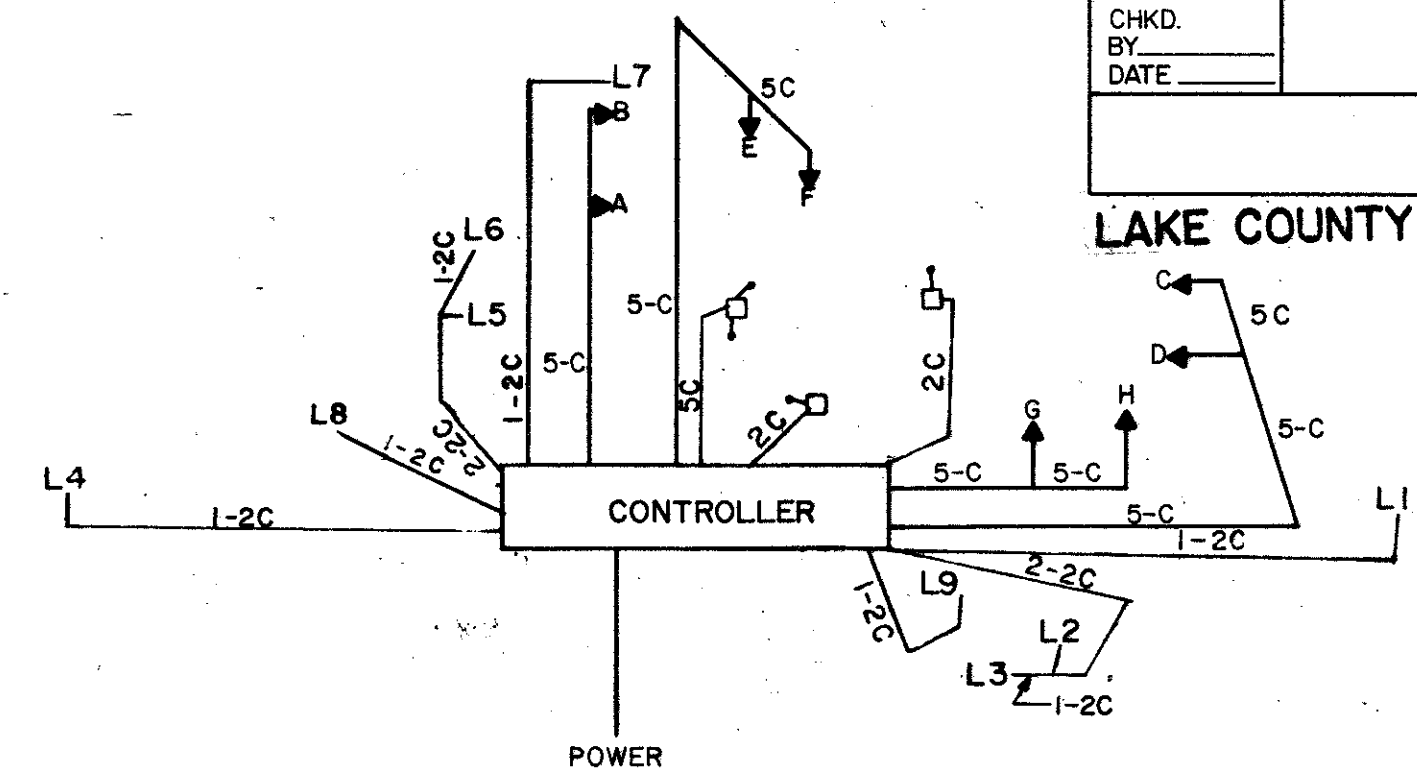 CHKD.
BY
DATE
LAKE COUNTY
L7
B
A
5C
E
F
L6
1-2C
L5
5-C
1-2C
5-C
2-2C
L8
1-2C
L4
1-2C
5C
2C
2C
C
5C
D
5-C
G
H
5-C
5-C
CONTROLLER
5-C
L1
1-2C
2-2C
1-2C
L9
L2
L3
1-2C
POWER